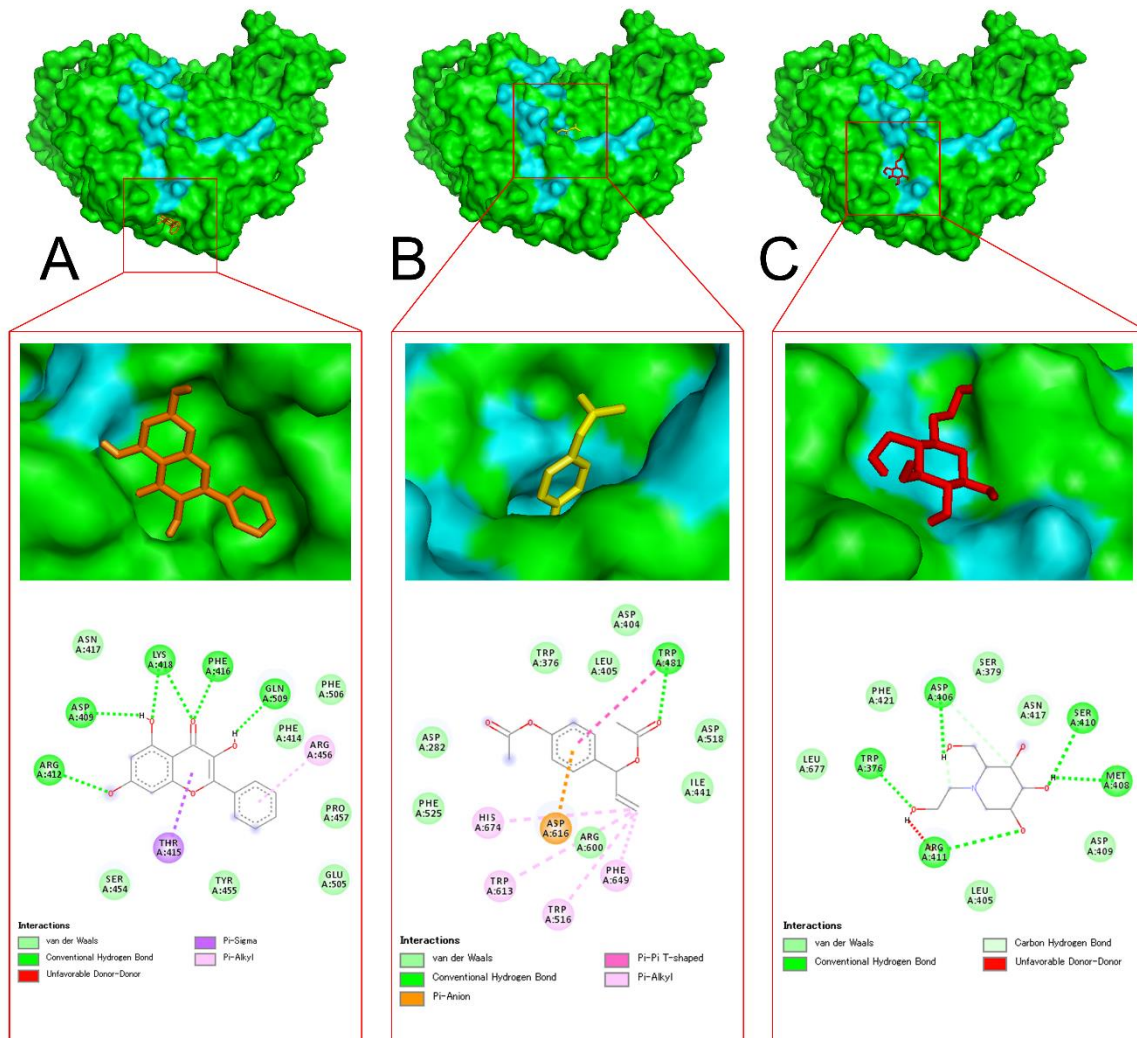 A
B
C
ASN
A:417
LYS
A:418
PHE
A:416
GLN
A:509
PHE
A:506
ASP
A:409
H
O
O
H
O
PHE
A:414
ARG
A:456
ARG
A:412
O
O
PRO
A:457
THR
A:415
SER
A:454
TYR
A:455
GLU
A:505
Interactions
van der Waals
Conventional Hydrogen Bond
Unfavorable Donor-Donor
Pi-Sigma
Pi-Alkyl
ASP
A:404
TRP
A:376
LEU
A:405
TRP
A:481
O
O
O
O
ASP
A:282
ASP
A:518
ILE
A:441
PHE
A:525
HIS
A:674
ASP
A:616
ARG
A:600
TRP
A:613
PHE
A:649
TRP
A:516
Interactions
van der Waals
Conventional Hydrogen Bond
Pi-Anion
Pi-Pi T-shaped
Pi-Alkyl
SER
A:379
PHE
A:421
ASP
A:406
ASN
A:417
SER
A:410
O
H
O
O
H
LEU
A:677
TRP
A:376
MET
A:408
N
O
H
O
ARG
A:411
ASP
A:409
LEU
A:405
Interactions
van der Waals
Conventional Hydrogen Bond
Carbon Hydrogen Bond
Unfavorable Donor-Donor